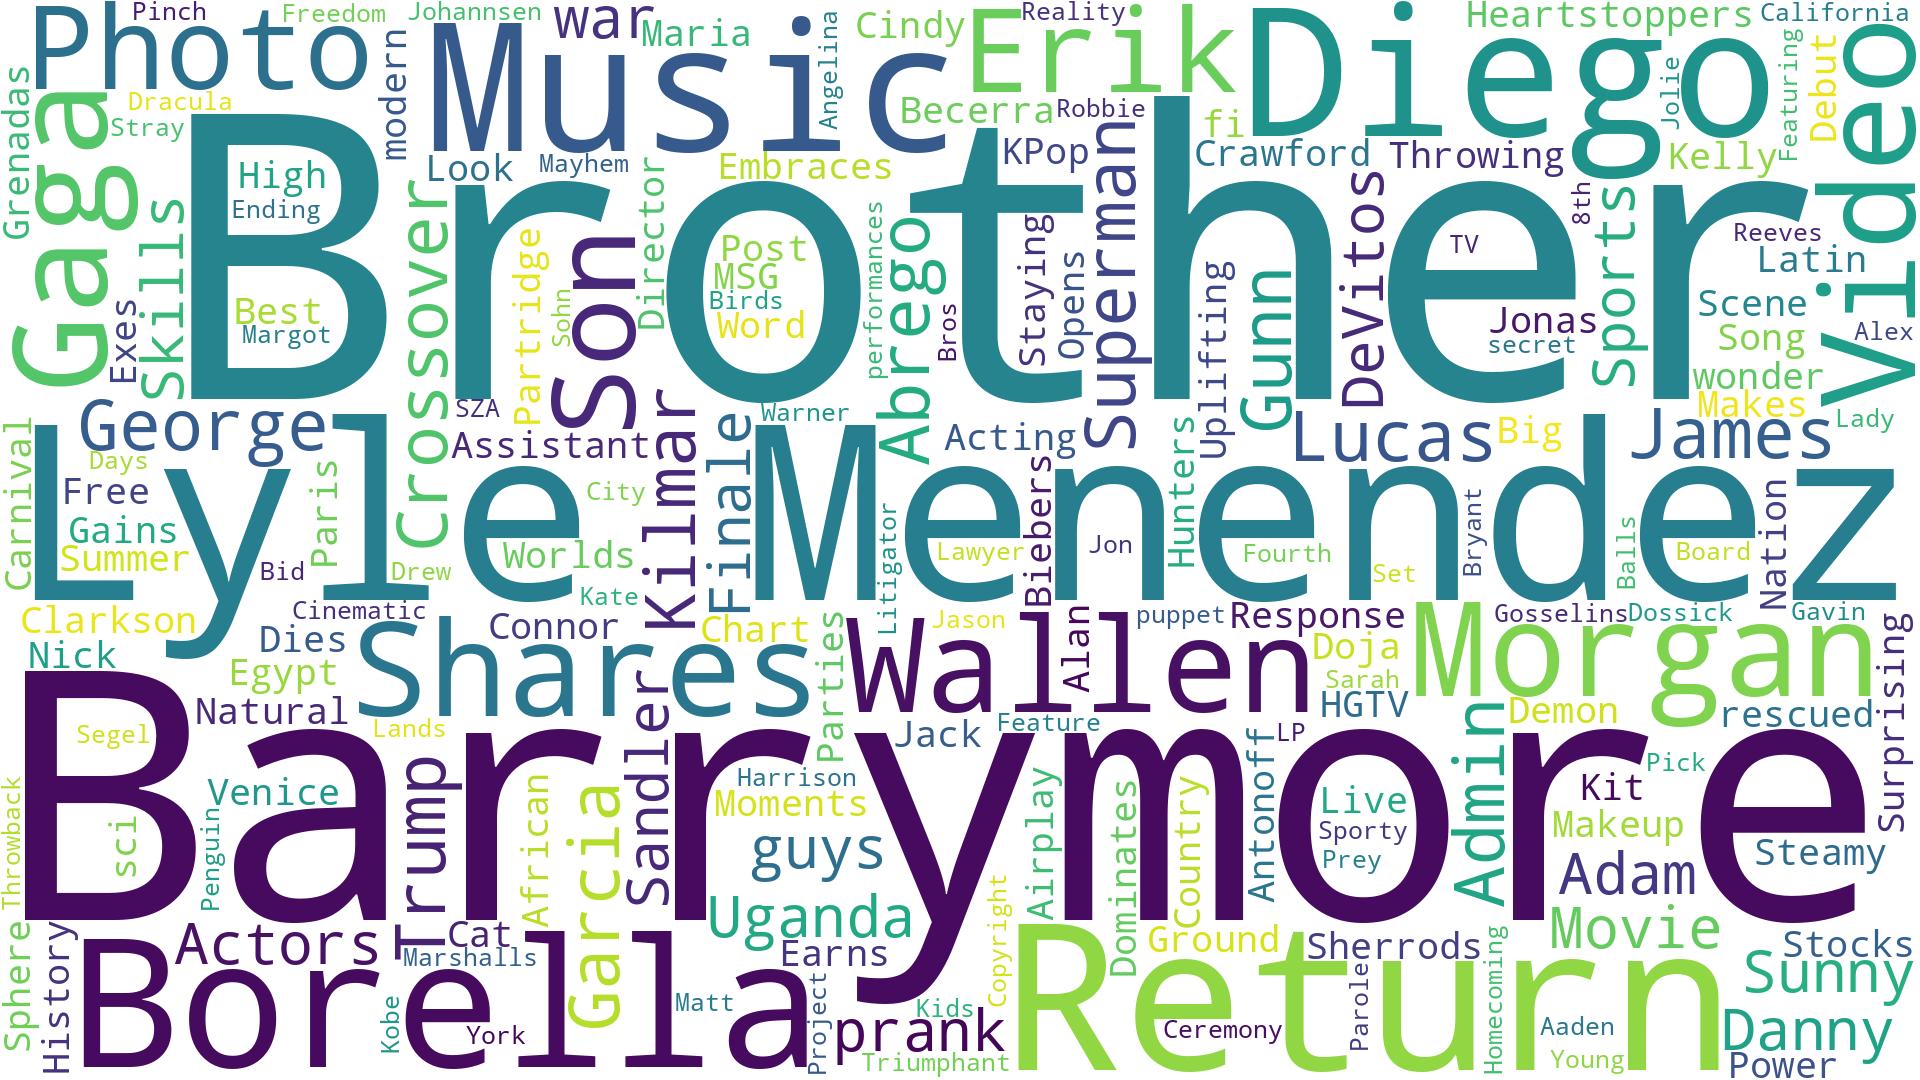 Pinch
Freedom
Johannsen
war
Maria
Cindy
Reality
Heartstoppers
California
Photo
Music
Erik
Diego
Video
Gaga
Grenadas
Dracula
Stray
modern
Angelina
Becerra
Robbie
fi
Jolie
Featuring
Debut
Brother
High
Ending
Look
Mayhem
Embraces
KPop
Superman
Crawford
Throwing
Kelly
Skills
Exes
Best
Margot
Crossover
Partridge
Sohn
Son
Director
Post
MSG
Birds
Word
performances
Abrego
Bros
Staying
Opens
Uplifting
Gunn
DeVitos
TV
8th
Sports
Reeves
Latin
Scene
Jonas
secret
Song
Alex
wonder
Makes
Lady
George
SZA
Assistant
Kilmar
Finale
Warner
Acting
Hunters
Lucas
Big
James
Carnival
Days
Free
Gains
Summer
Lyle
Paris
Bid
Drew
City
Worlds
Kate
Menendez
Litigator
Lawyer
Biebers
Jon
Fourth
Set
Bryant
Balls
Board
Nation
Clarkson
Cinematic
Dies
Connor
Chart
Parties
Jason
Wallen
Alan
puppet
Response
Gosselins
Dossick
Gavin
Nick
Egypt
Shares
Doja
Sarah
Morgan
Surprising
Natural
Segel
Lands
Sandler
Jack
Feature
LP
HGTV
Demon
rescued
Barrymore
Throwback
sci
Penguin
Venice
Trump
African
Garcia
Harrison
Moments
guys
Airplay
Dominates
Country
Antonoff
Live
Sporty
Prey
Admin
Kit
Pick
Makeup
Adam
Steamy
Sphere
History
Actors
Cat
Marshalls
Uganda
Earns
Copyright
Ground
Sherrods
Movie
Stocks
Sunny
Borella
Kobe
York
Matt
Project
Kids
prank
Triumphant
Return
Ceremony
Parole
Homecoming
Aaden
Young
Danny
Power